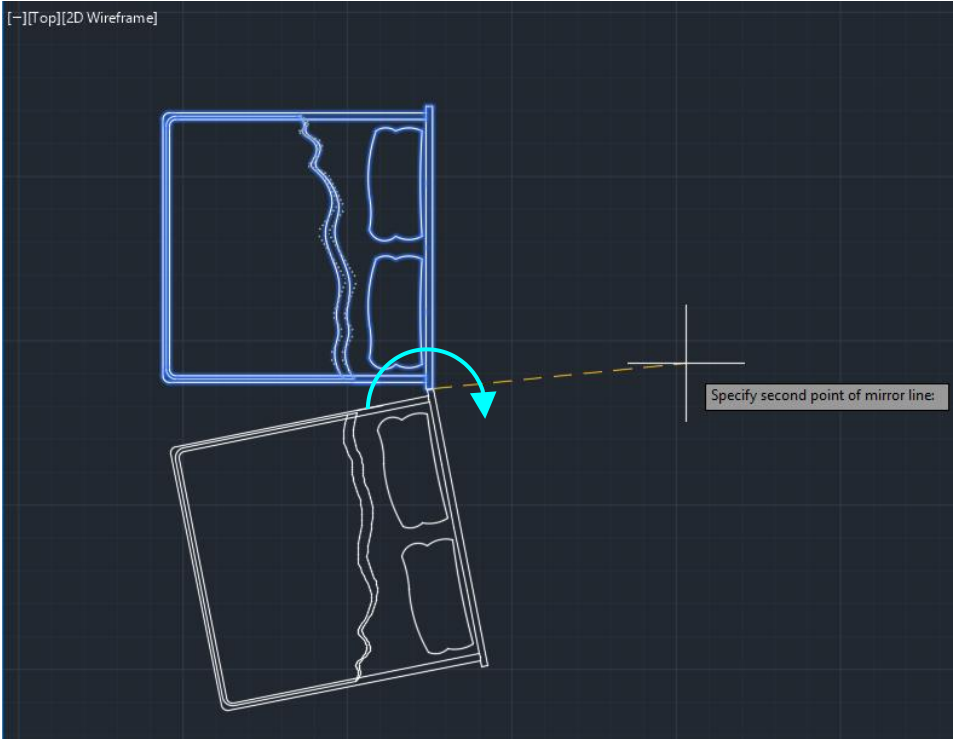 [−][Top][2D Wireframe]
Specify second point of mirror line: